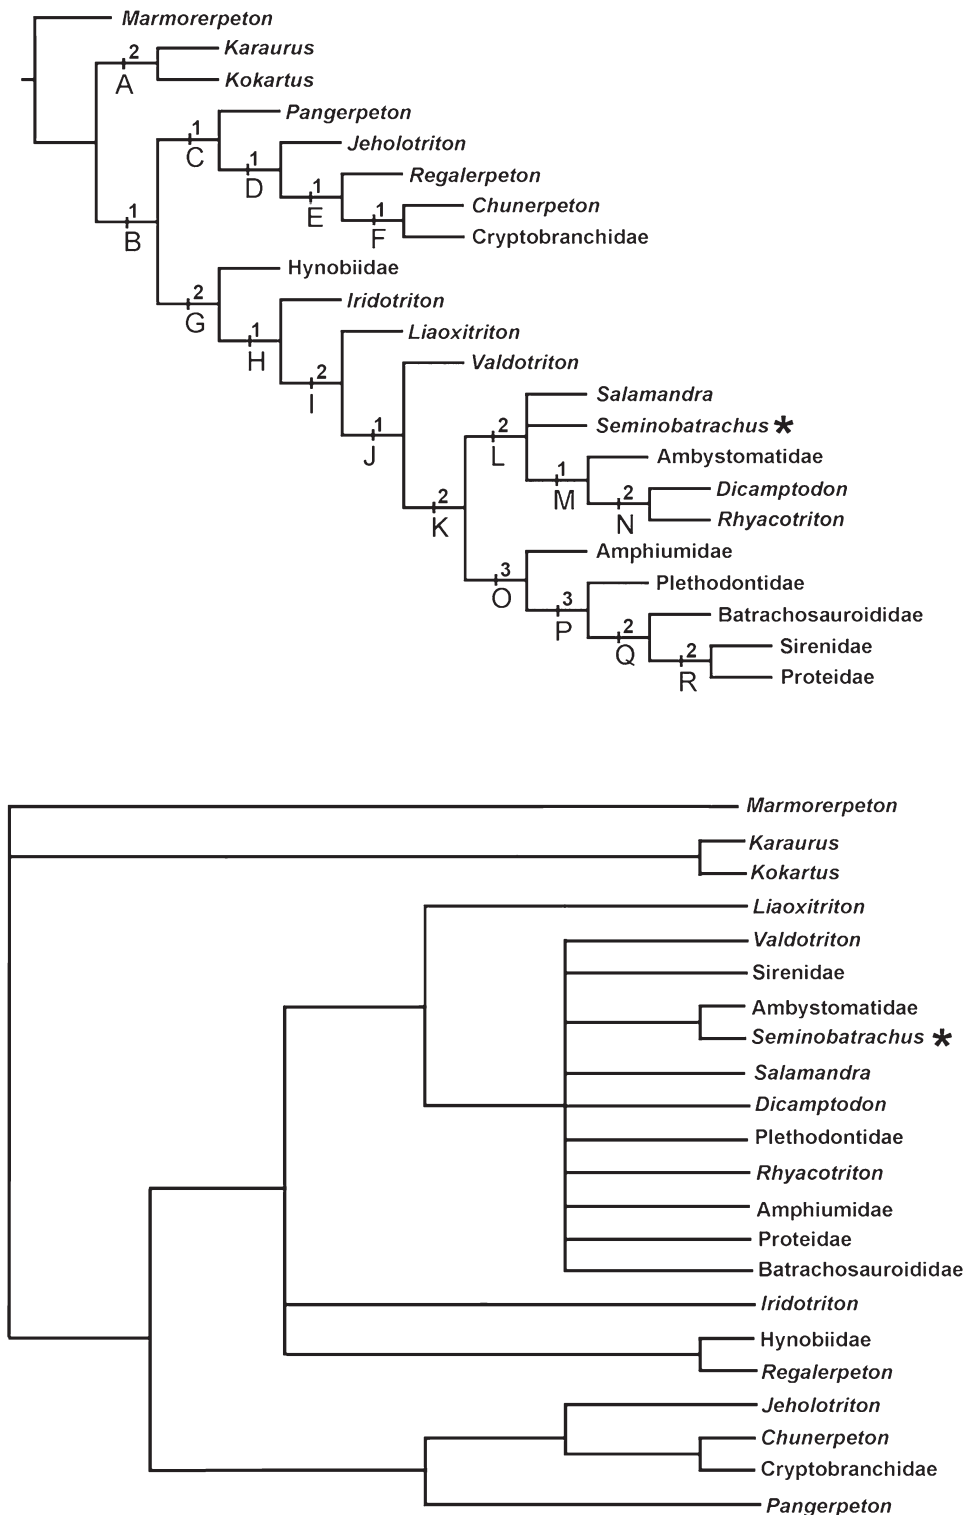 Marmorerpeton
Karaurus
2
A
Kokartus
Pangerpeton
1
C
Jeholotriton
1
D
Regalerpeton
1
E
Chunerpeton
1
F
1
B
Cryptobranchidae
Hynobiidae
2
G
Iridotriton
1
H
Liaoxitriton
2
I
Valdotriton
1
J
Salamandra
Seminobatrachus *
2
L
Ambystomatidae
1
M
Dicamptodon
2
N
2
K
Rhyacotriton
Amphiumidae
3
O
Plethodontidae
3
P
Batrachosauroididae
2
Q
Sirenidae
2
R
Proteidae
Marmorerpeton
Karaurus
Kokartus
Liaoxitriton
Valdotriton
Sirenidae
Ambystomatidae
Seminobatrachus *
Salamandra
Dicamptodon
Plethodontidae
Rhyacotriton
Amphiumidae
Proteidae
Batrachosauroididae
Iridotriton
Hynobiidae
Regalerpeton
Jeholotriton
Chunerpeton
Cryptobranchidae
Pangerpeton